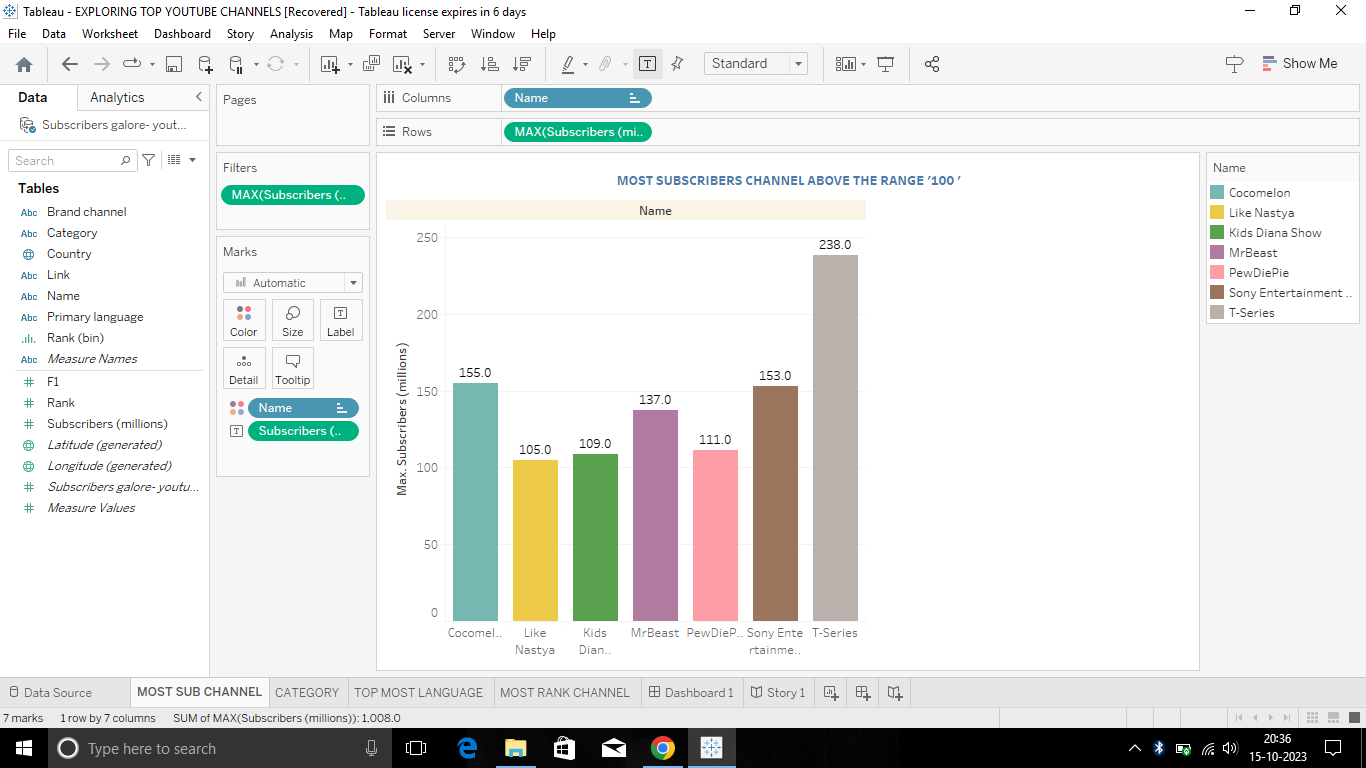 Tableau - EXPLORING TOP YOUTUBE CHANNELS [Recovered] - Tableau license expires in 6 days
File Data Worksheet Dashboard Story Analysis Map Format Server Window Help
Standard
Show Me
Data Analytics
Subscribers galore- yout...
Search
Tables
Abc Brand channel
Abc Category
Country
Abc Link
Abc Name
Abc Primary language
Rank (bin)
Abc Measure Names
F1
Rank
Subscribers (millions)
Latitude (generated)
Longitude (generated)
Subscribers galore- youtu...
Measure Values
Pages
Filters
MAX(Subscribers (..
Marks
Automatic
Color Size Label
Detail Tooltip
Name
Subscribers (..
Columns Name
Rows MAX(Subscribers (mi..
MOST SUBSCRIBERS CHANNEL ABOVE THE RANGE '100 '
Name
Max. Subscribers (millions)
250
200
150
100
50
0
155.0
105.0
109.0
137.0
111.0
153.0
238.0
Cocomel..
Like
Nastya
Kids
Dian..
MrBeast
PewDieP..
Sony Ente
rtainme..
T-Series
Name
Cocomelon
Like Nastya
Kids Diana Show
MrBeast
PewDiePie
Sony Entertainment ..
T-Series
Data Source MOST SUB CHANNEL CATEGORY TOP MOST LANGUAGE MOST RANK CHANNEL Dashboard 1 Story 1
7 marks 1 row by 7 columns SUM of MAX(Subscribers (millions)): 1,008.0
Type here to search
20:36
15-10-2023